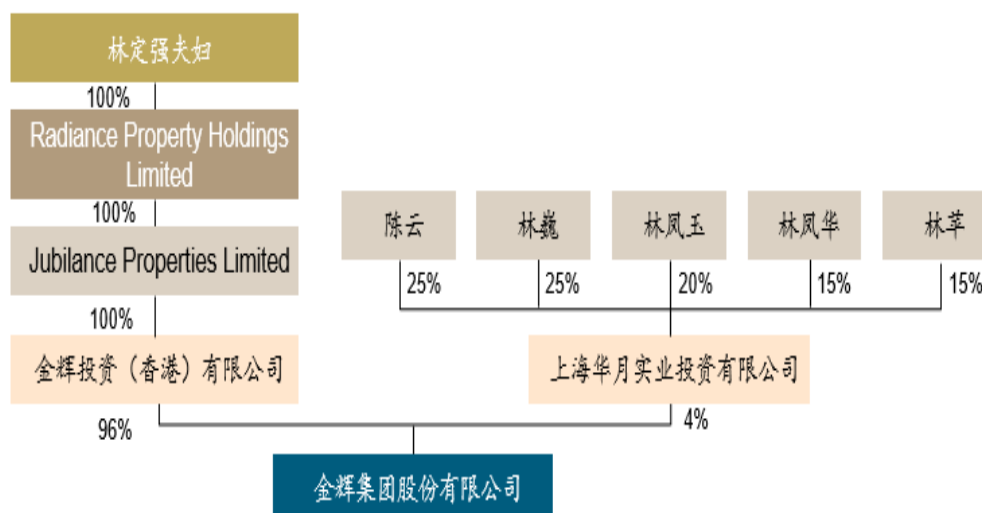 林定强夫妇
100%
Radiance Property Holdings
Limited
100%
Jubilance Properties Limited
100%
金辉投资（香港）有限公司
96%
陈云
林巍
林凤玉
林凤华
林苹
25%
25%
20%
15%
15%
上海华月实业投资有限公司
4%
金辉集团股份有限公司